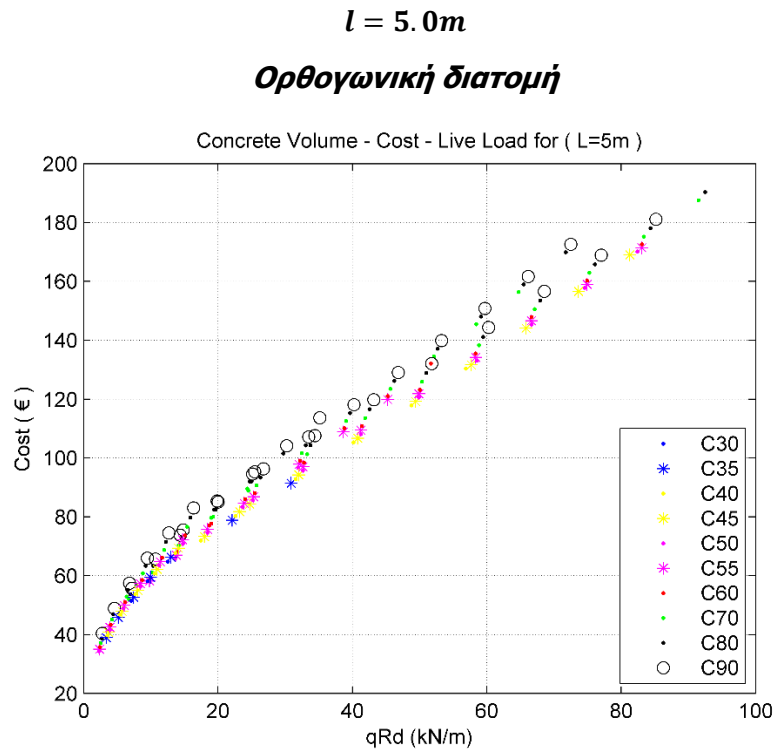 l = 5.0m
Ορθογωνική διατομή
Concrete Volume - Cost - Live Load for ( L=5m )
200
180
160
140
120
100
80
60
40
20
Cost ( € )
C30
C35
C40
C45
C50
C55
C60
C70
C80
C90
0 20 40 60 80 100
qRd (kN/m)